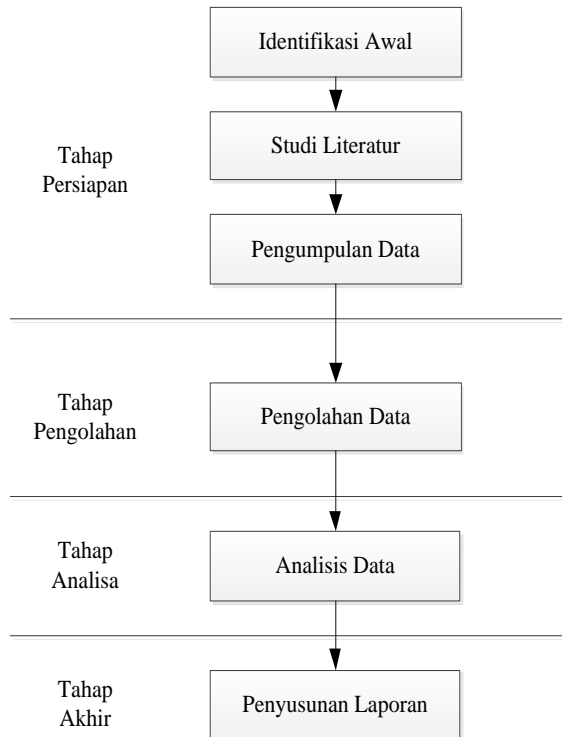 Identifikasi Awal
Studi Literatur
Tahap
Persiapan
Pengumpulan Data
Tahap
Pengolahan
Pengolahan Data
Tahap
Analisa
Analisis Data
Tahap
Akhir
Penyusunan Laporan